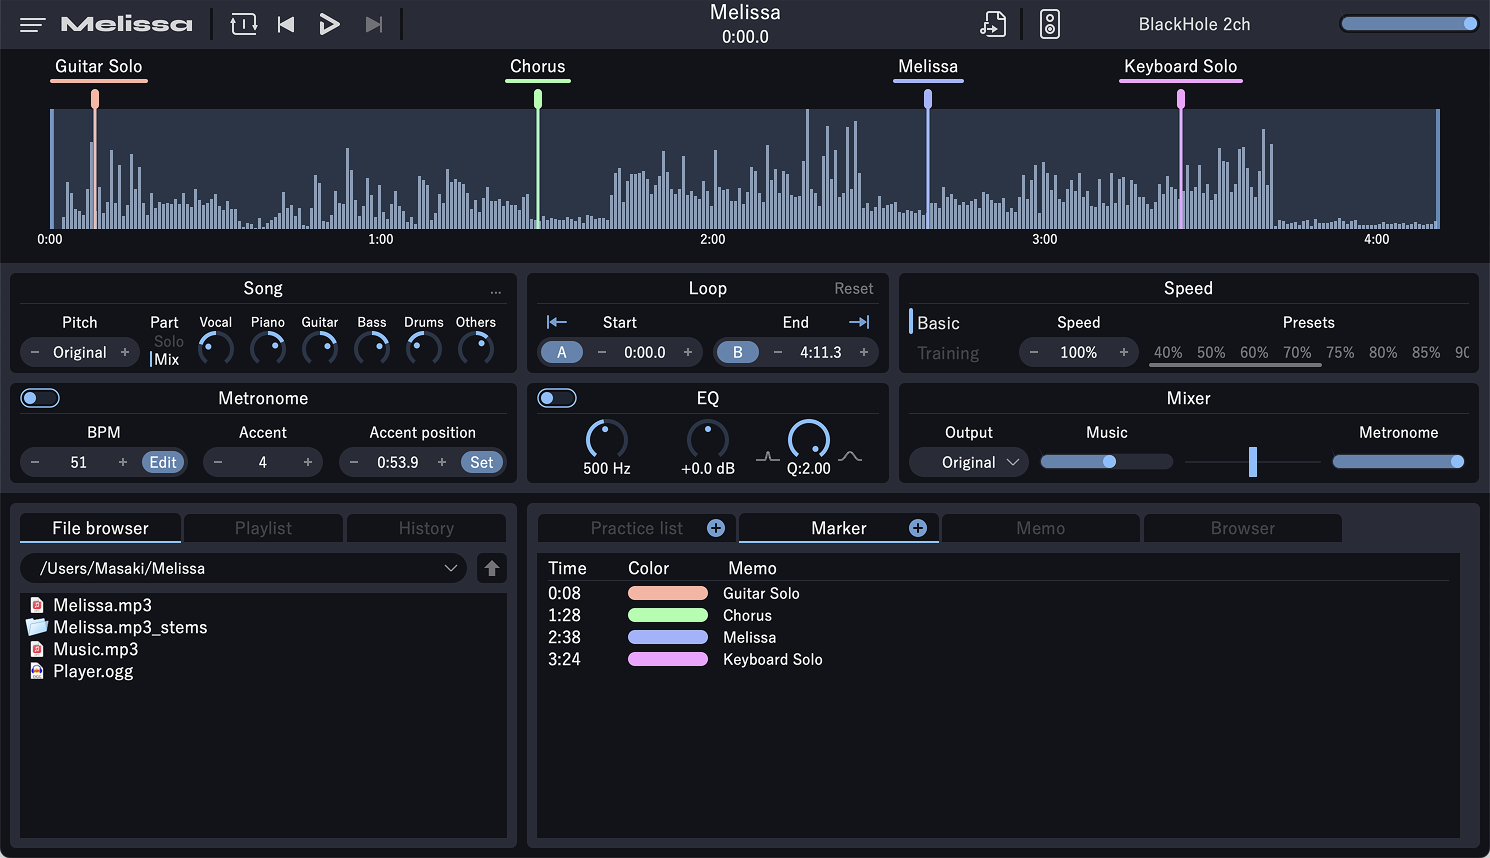 Melissa
Melissa
0:00.0
BlackHole 2ch
Guitar Solo
Chorus
Melissa
Keyboard Solo
0:00
1:00
2:00
3:00
4:00
Song
...
Pitch
Original
Part
Solo
Mix
Vocal
Piano
Guitar
Bass
Drums
Others
Loop
Reset
Start
A
0:00.0
End
B
4:11.3
Speed
Basic
Training
Speed
100%
Presets
40% 50% 60% 70% 75% 80% 85%
Metronome
BPM
51
Edit
Accent
4
Accent position
0:53.9
Set
EQ
500 Hz
+0.0 dB
Q:2.00
Mixer
Output
Original
Music
Metronome
File browser
Playlist
History
/Users/Masaki/Melissa
Melissa.mp3
Melissa.mp3_stems
Music.mp3
Player.ogg
Practice list
Marker
Memo
Browser
Time Color Memo
0:08 Guitar Solo
1:28 Chorus
2:38 Melissa
3:24 Keyboard Solo